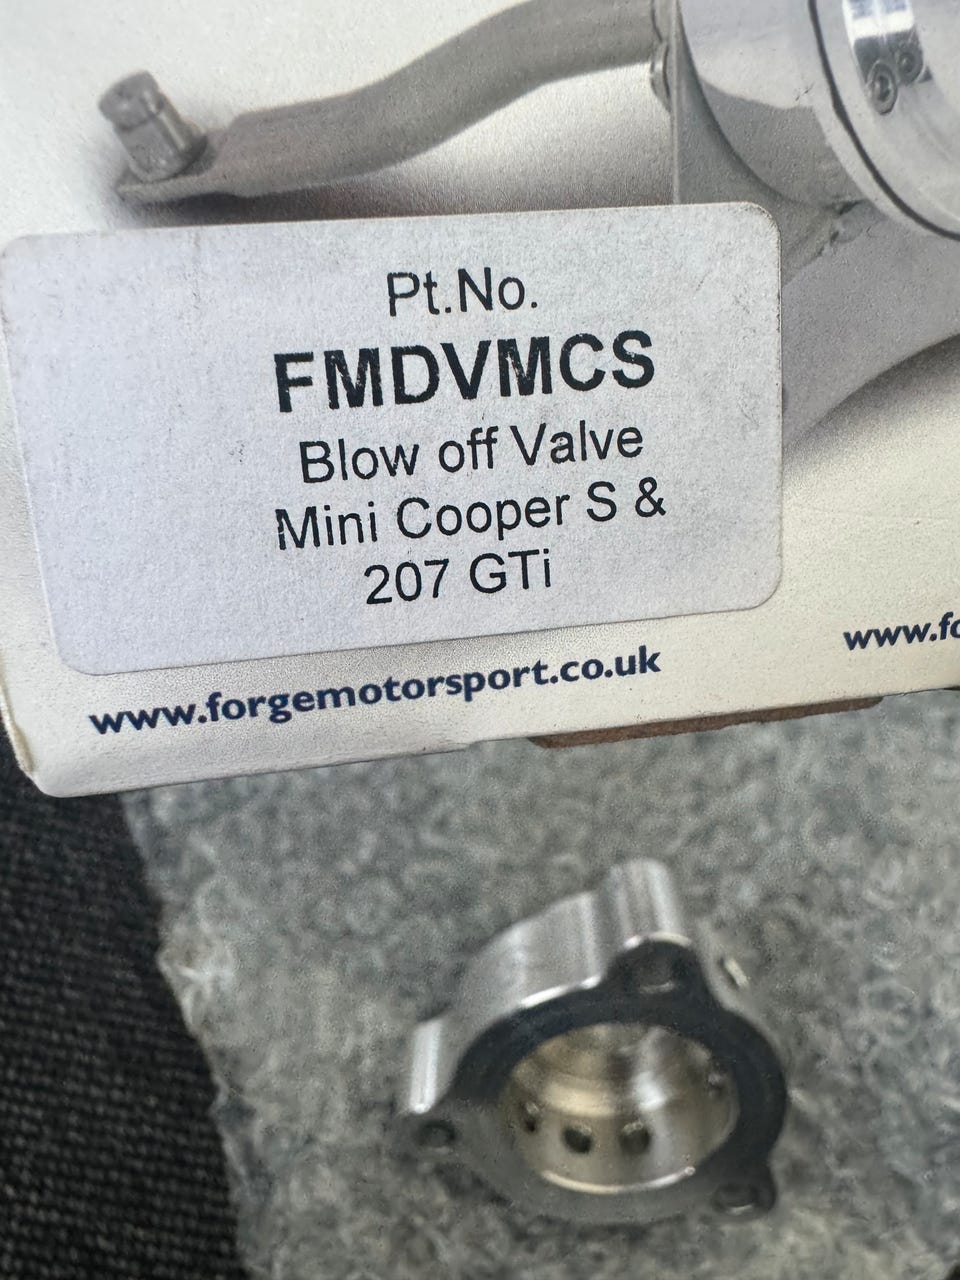 Pt.No.
FMDVMCS
Blow off Valve
Mini Cooper S &
207 GTi
www.forgemotorsport.co.uk